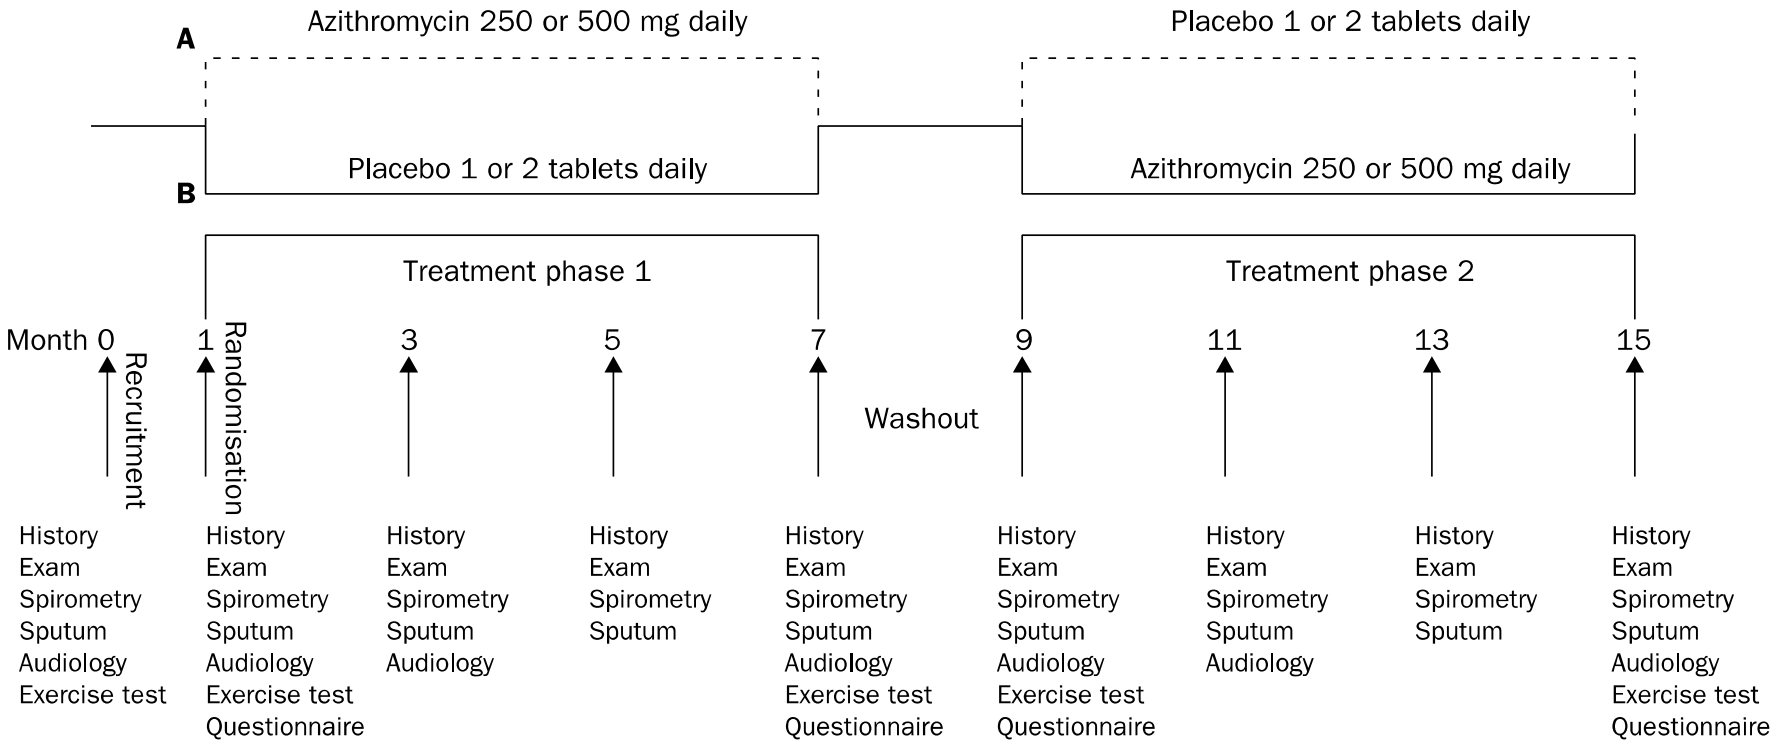 Azithromycin 250 or 500 mg daily
Placebo 1 or 2 tablets daily
A
Placebo 1 or 2 tablets daily
Azithromycin 250 or 500 mg daily
B
Treatment phase 1
Treatment phase 2
Month 0 1 3 5 7 9 11 13 15
Recruitment
Randomisation
Washout
History
Exam
Spirometry
Sputum
Audiology
Exercise test
History
Exam
Spirometry
Sputum
Audiology
Exercise test
Questionnaire
History
Exam
Spirometry
Sputum
Audiology
History
Exam
Spirometry
Sputum
History
Exam
Spirometry
Sputum
Audiology
Exercise test
Questionnaire
History
Exam
Spirometry
Sputum
Audiology
Exercise test
Questionnaire
History
Exam
Spirometry
Sputum
Audiology
History
Exam
Spirometry
Sputum
History
Exam
Spirometry
Sputum
Audiology
Exercise test
Questionnaire